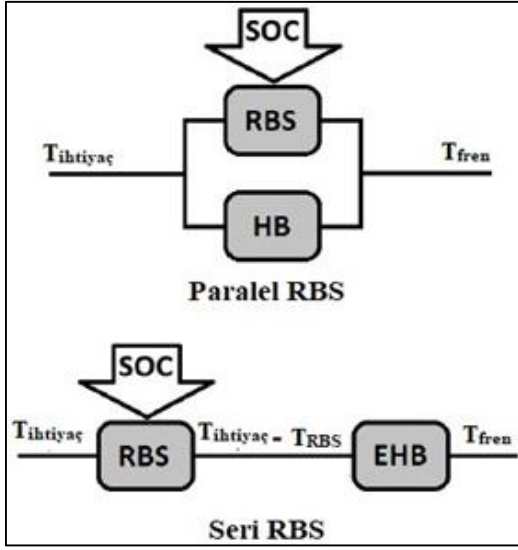 SOC
RBS
Tihtiyaç
Tfren
HB
Paralel RBS
SOC
Tihtiyaç
RBS
Tihtiyaç - TRBS
EHB
Tfren
Seri RBS